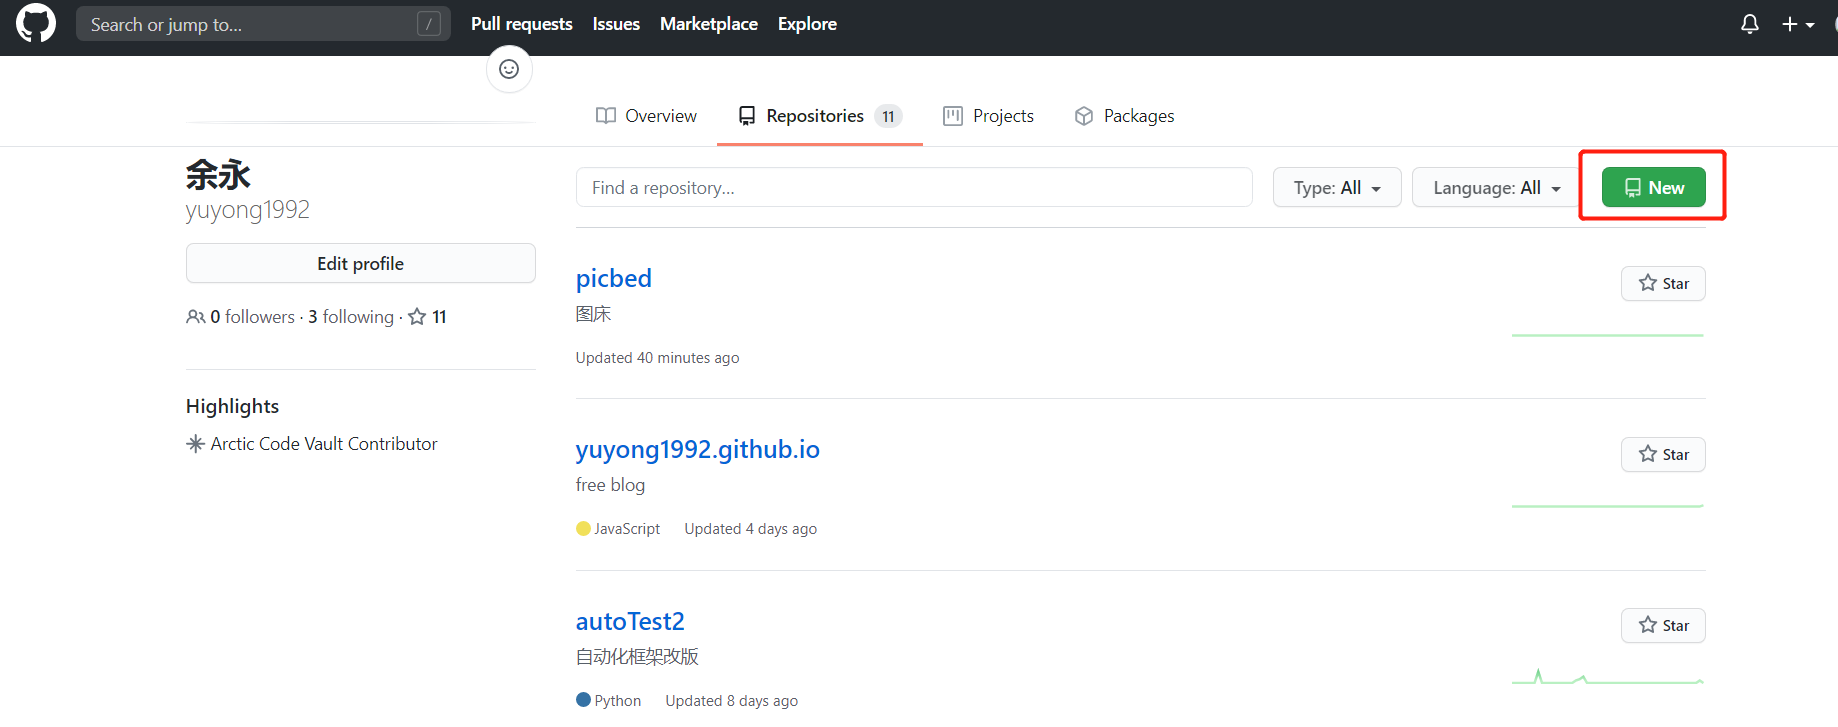 Search or jump to... /
Pull requests Issues Marketplace Explore
Overview Repositories 11 Projects Packages
余永
yuyong1992
Edit profile
0 followers · 3 following · 11
Highlights
Arctic Code Vault Contributor
Find a repository... Type: All Language: All New
picbed Star
图床
Updated 40 minutes ago
yuyong1992.github.io Star
free blog
JavaScript Updated 4 days ago
autoTest2 Star
自动化框架改版
Python Updated 8 days ago